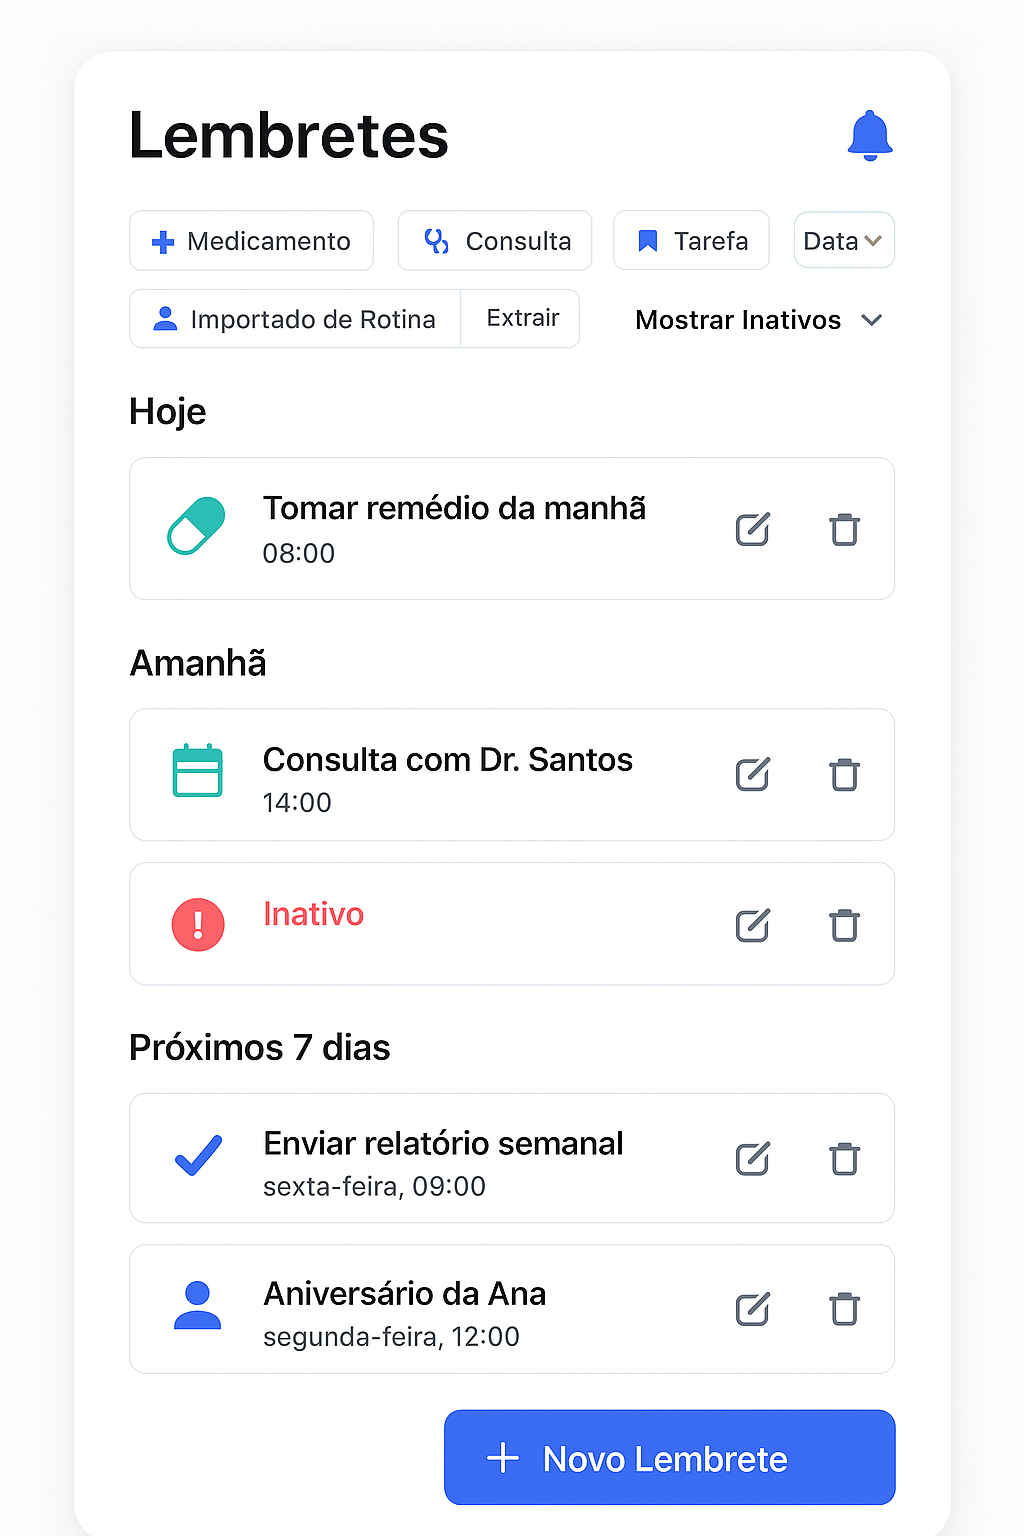 Lembretes
Medicamento Consulta Tarefa Data
Importado de Rotina Extrair Mostrar Inativos
Hoje
Tomar remédio da manhã
08:00
Amanhã
Consulta com Dr. Santos
14:00
Inativo
Próximos 7 dias
Enviar relatório semanal
sexta-feira, 09:00
Aniversário da Ana
segunda-feira, 12:00
+ Novo Lembrete